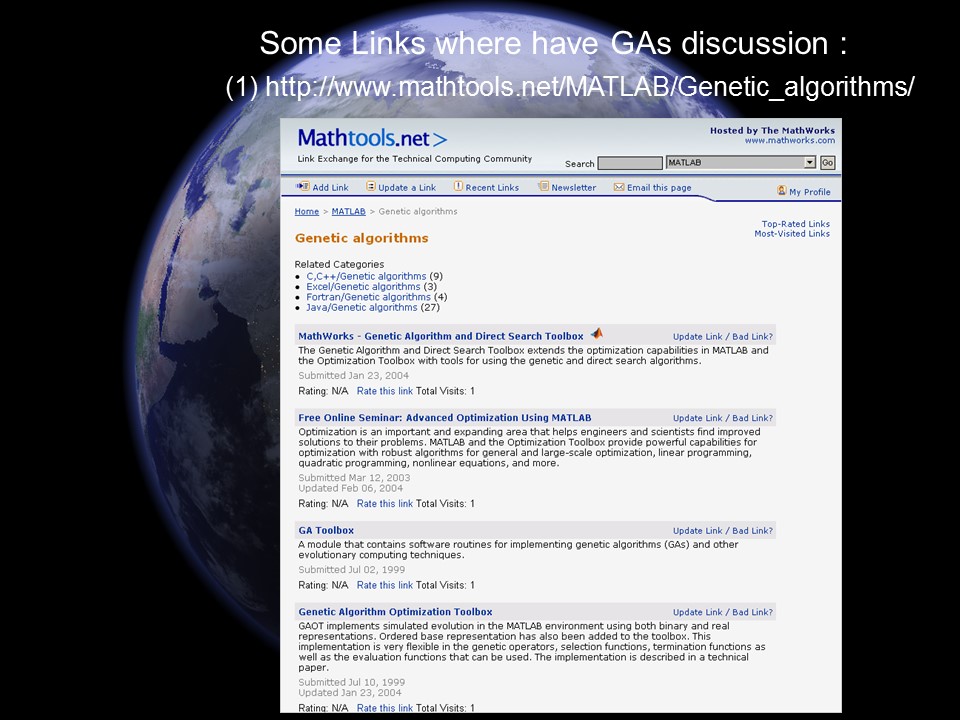 Some Links where have GAs discussion :
(1) http://www.mathtools.net/MATLAB/Genetic_algorithms/
Mathtools.net>
Link Exchange for the Technical Computing Community
Hosted by The MathWorks
www.mathworks.com
Search MATLAB Go
Add Link Update a Link Recent Links Newsletter Email this page My Profile
Home > MATLAB > Genetic algorithms
Top-Rated Links
Most-Visited Links
Genetic algorithms
Related Categories
• C,C++/Genetic algorithms (9)
• Excel/Genetic algorithms (3)
• Fortran/Genetic algorithms (4)
• Java/Genetic algorithms (27)
MathWorks - Genetic Algorithm and Direct Search Toolbox Update Link / Bad Link?
The Genetic Algorithm and Direct Search Toolbox extends the optimization capabilities in MATLAB and
the Optimization Toolbox with tools for using the genetic and direct search algorithms.
Submitted Jan 23, 2004
Rating: N/A Rate this link Total Visits: 1
Free Online Seminar: Advanced Optimization Using MATLAB Update Link / Bad Link?
Optimization is an important and expanding area that helps engineers and scientists find improved
solutions to their problems. MATLAB and the Optimization Toolbox provide powerful capabilities for
optimization with robust algorithms for general and large-scale optimization, linear programming,
quadratic programming, nonlinear equations, and more.
Submitted Mar 12, 2003
Updated Feb 06, 2004
Rating: N/A Rate this link Total Visits: 1
GA Toolbox Update Link / Bad Link?
A module that contains software routines for implementing genetic algorithms (GAs) and other
evolutionary computing techniques.
Submitted Jul 02, 1999
Rating: N/A Rate this link Total Visits: 1
Genetic Algorithm Optimization Toolbox Update Link / Bad Link?
GAOT implements simulated evolution in the MATLAB environment using both binary and real
representations. Ordered base representation has also been added to the toolbox. This
implementation is very flexible in the genetic operators, selection functions, termination functions as
well as the evaluation functions that can be used. The implementation is described in a technical
paper.
Submitted Jul 10, 1999
Updated Jan 23, 2004
Rating: N/A Rate this link Total Visits: 1